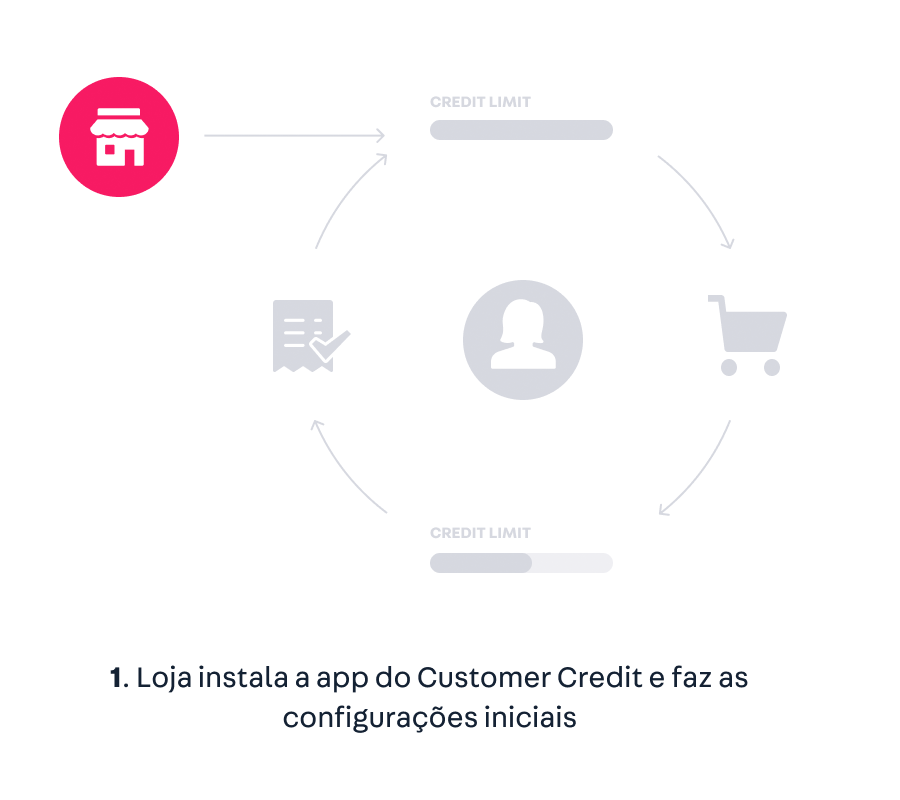 CREDIT LIMIT
CREDIT LIMIT
1. Loja instala a app do Customer Credit e faz as
configurações iniciais